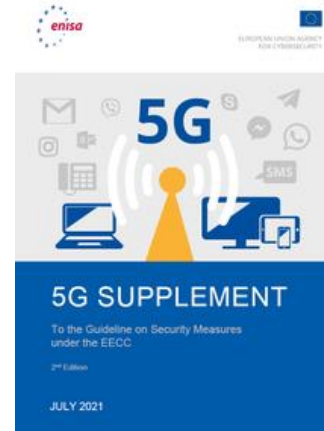 enisa
EUROPEAN UNION AGENCY
FOR CYBERSECURITY
5G
SMS
5G SUPPLEMENT
To the Guideline on Security Measures
under the EECC
2nd Edition
JULY 2021